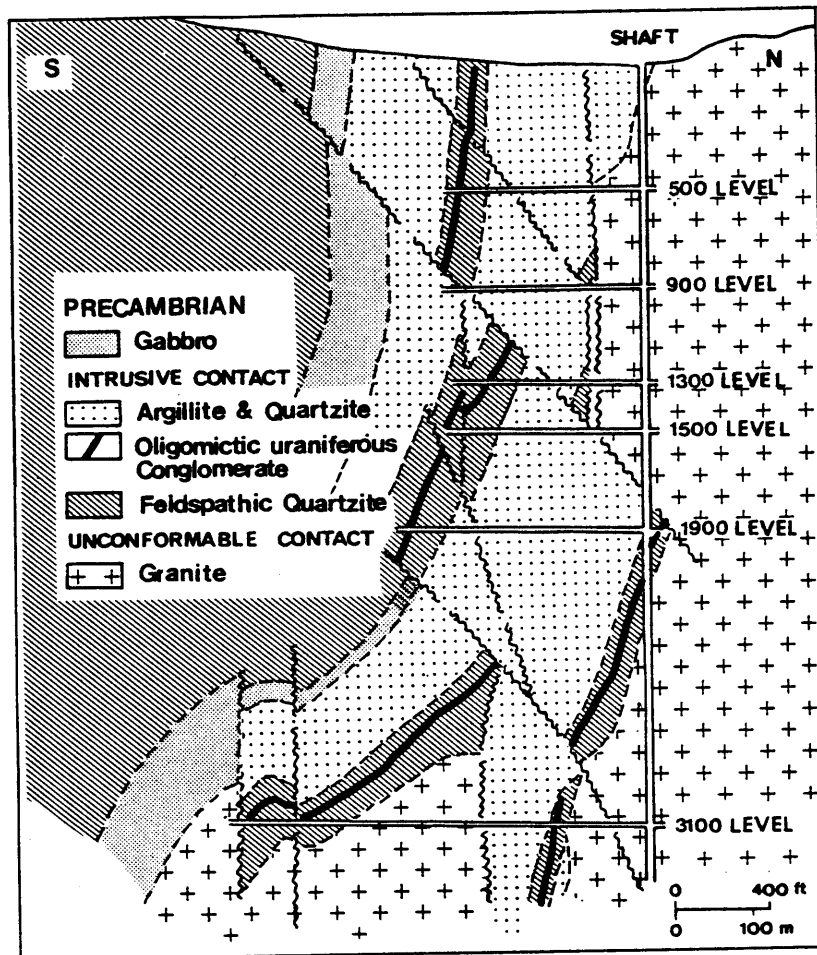 SHAFT
S
N
500 LEVEL
900 LEVEL
PRECAMBRIAN
Gabbro
INTRUSIVE CONTACT
1300 LEVEL
Argillite & Quartzite
1500 LEVEL
Oligomictic uraniferous
Conglomerate
Feldspathic Quartzite
1900 LEVEL
UNCONFORMABLE CONTACT
Granite
3100 LEVEL
0 400 ft
0 100 m